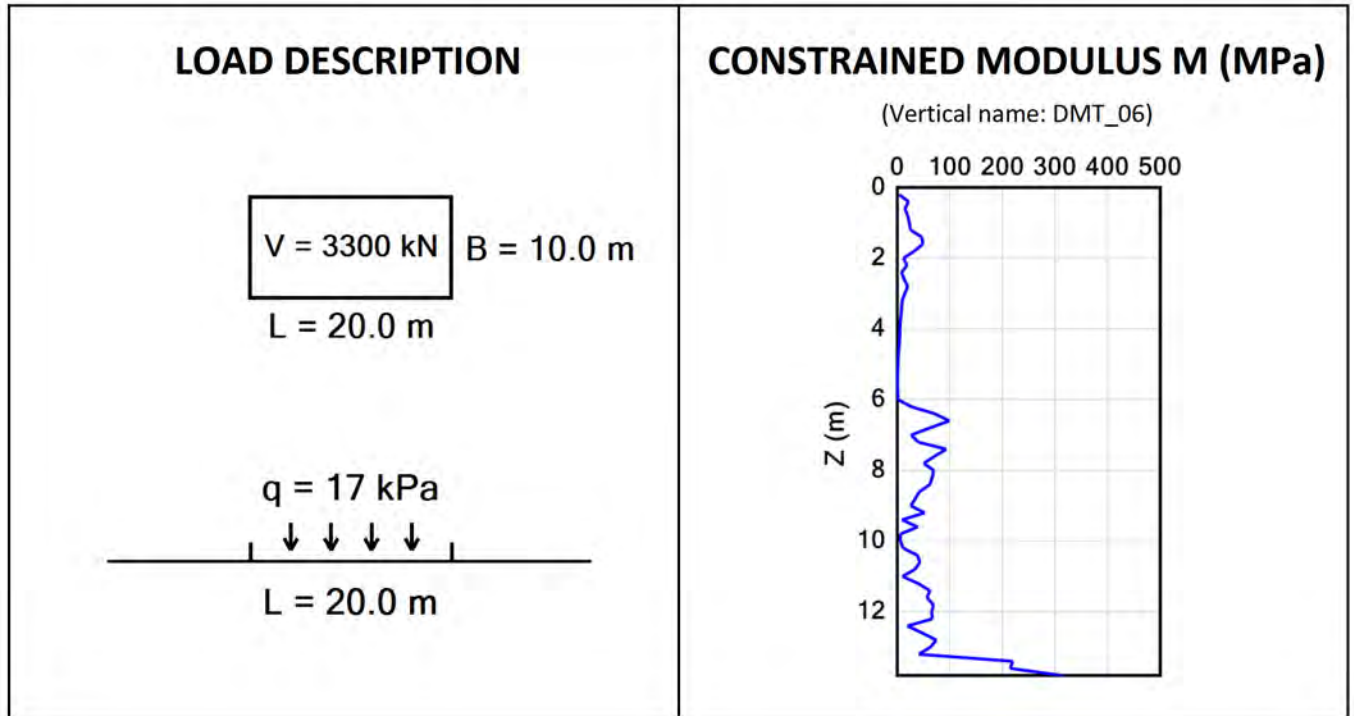 LOAD DESCRIPTION
V = 3300 kN
B = 10.0 m
L = 20.0 m
q = 17 kPa
L = 20.0 m
CONSTRAINED MODULUS M (MPa)
(Vertical name: DMT_06)
0 100 200 300 400 500
0
2
4
6
8
10
12
Z (m)